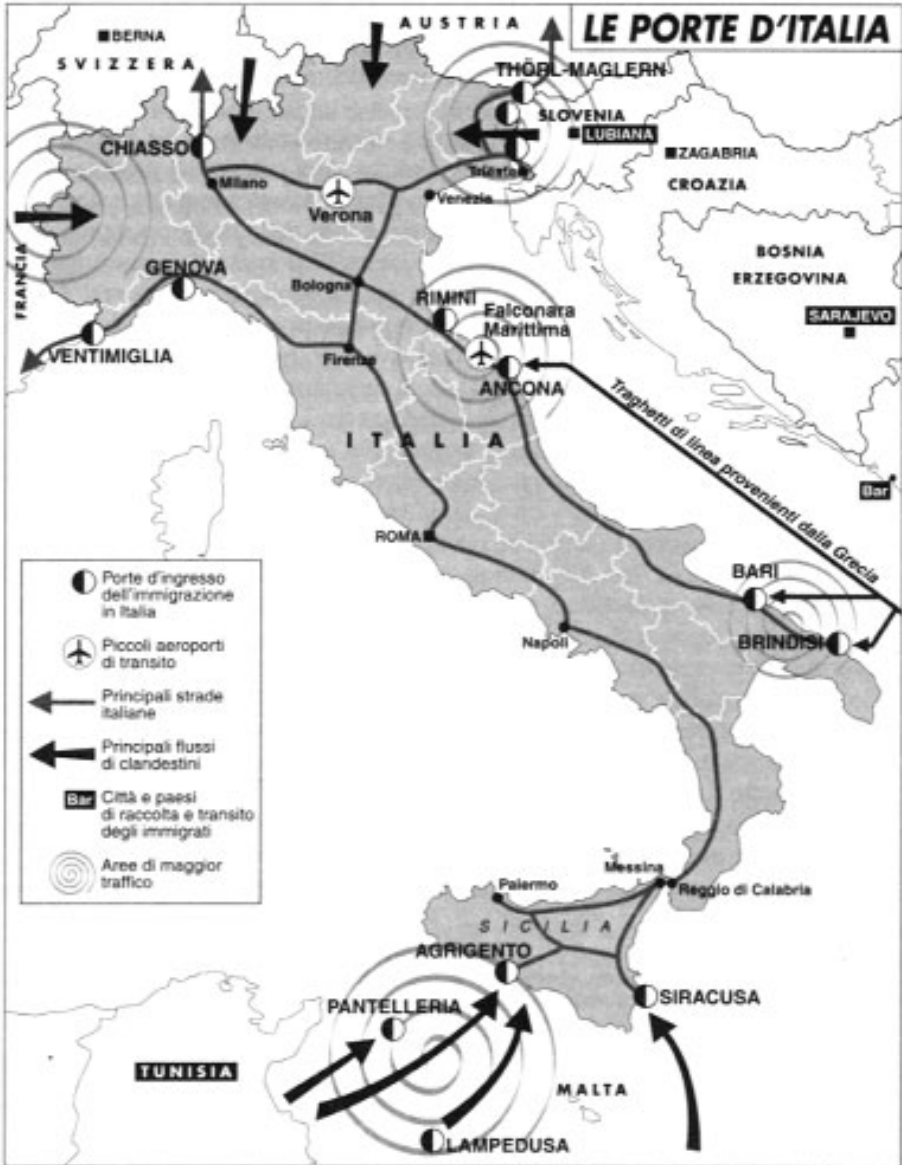 LE PORTE D'ITALIA
AUSTRIA
BERNA
SVIZZERA
THÖRL-MAGLERN
SLOVENIA
LUBIANA
CHIASSO
ZAGABRIA
Trieste
Milano
CROAZIA
Verona
Venezia
BOSNIA
ERZEGOVINA
FRANCIA
GENOVA
Bologna
RIMINI
Falconara
Marittima
SARAJEVO
VENTIMIGLIA
Firenze
ANCONA
ITALIA
Traghetti di linea provenienti dalla Grecia
Bar
ROMA
BARI
Napoli
BRINDISI
Porte d'ingresso
dell'immigrazione
in Italia
Piccoli aeroporti
di transito
Principali strade
italiane
Principali flussi
di clandestini
Bar
Città e paesi
di raccolta e transito
degli immigrati
Aree di maggior
traffico
Messina
Palermo
Reggio di Calabria
SICILIA
AGRIGENTO
PANTELLERIA
SIRACUSA
TUNISIA
MALTA
LAMPEDUSA